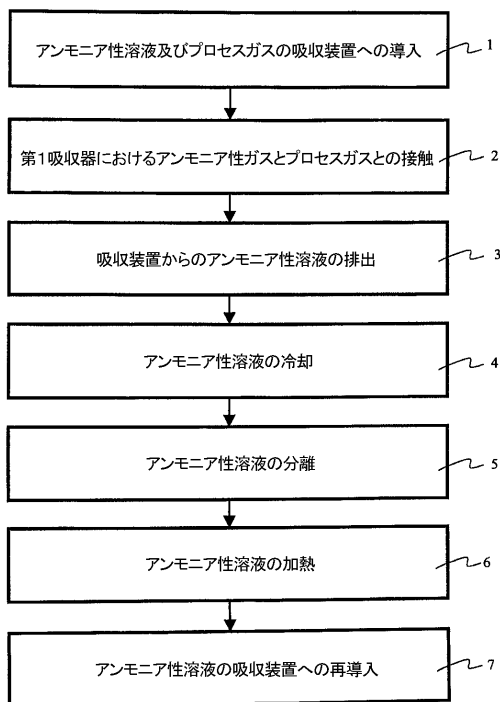 アンモニア性溶液及びプロセスガスの吸収装置への導入
1
第1吸収器におけるアンモニア性ガスとプロセスガスとの接触
2
吸収装置からのアンモニア性溶液の排出
3
アンモニア性溶液の冷却
4
アンモニア性溶液の分離
5
アンモニア性溶液の加熱
6
アンモニア性溶液の吸収装置への再導入
7